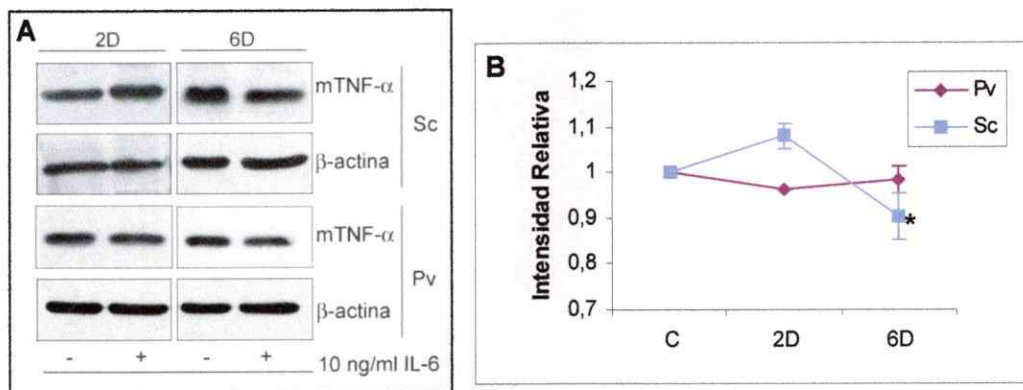 A
2D 6D
mTNF-α
Sc
β-actina
mTNF-α
Pv
β-actina
- + - + 10 ng/ml IL-6
B
Intensidad Relativa
1,2
1,1
1
0,9
0,8
0,7
*
C 2D 6D
Pv
Sc